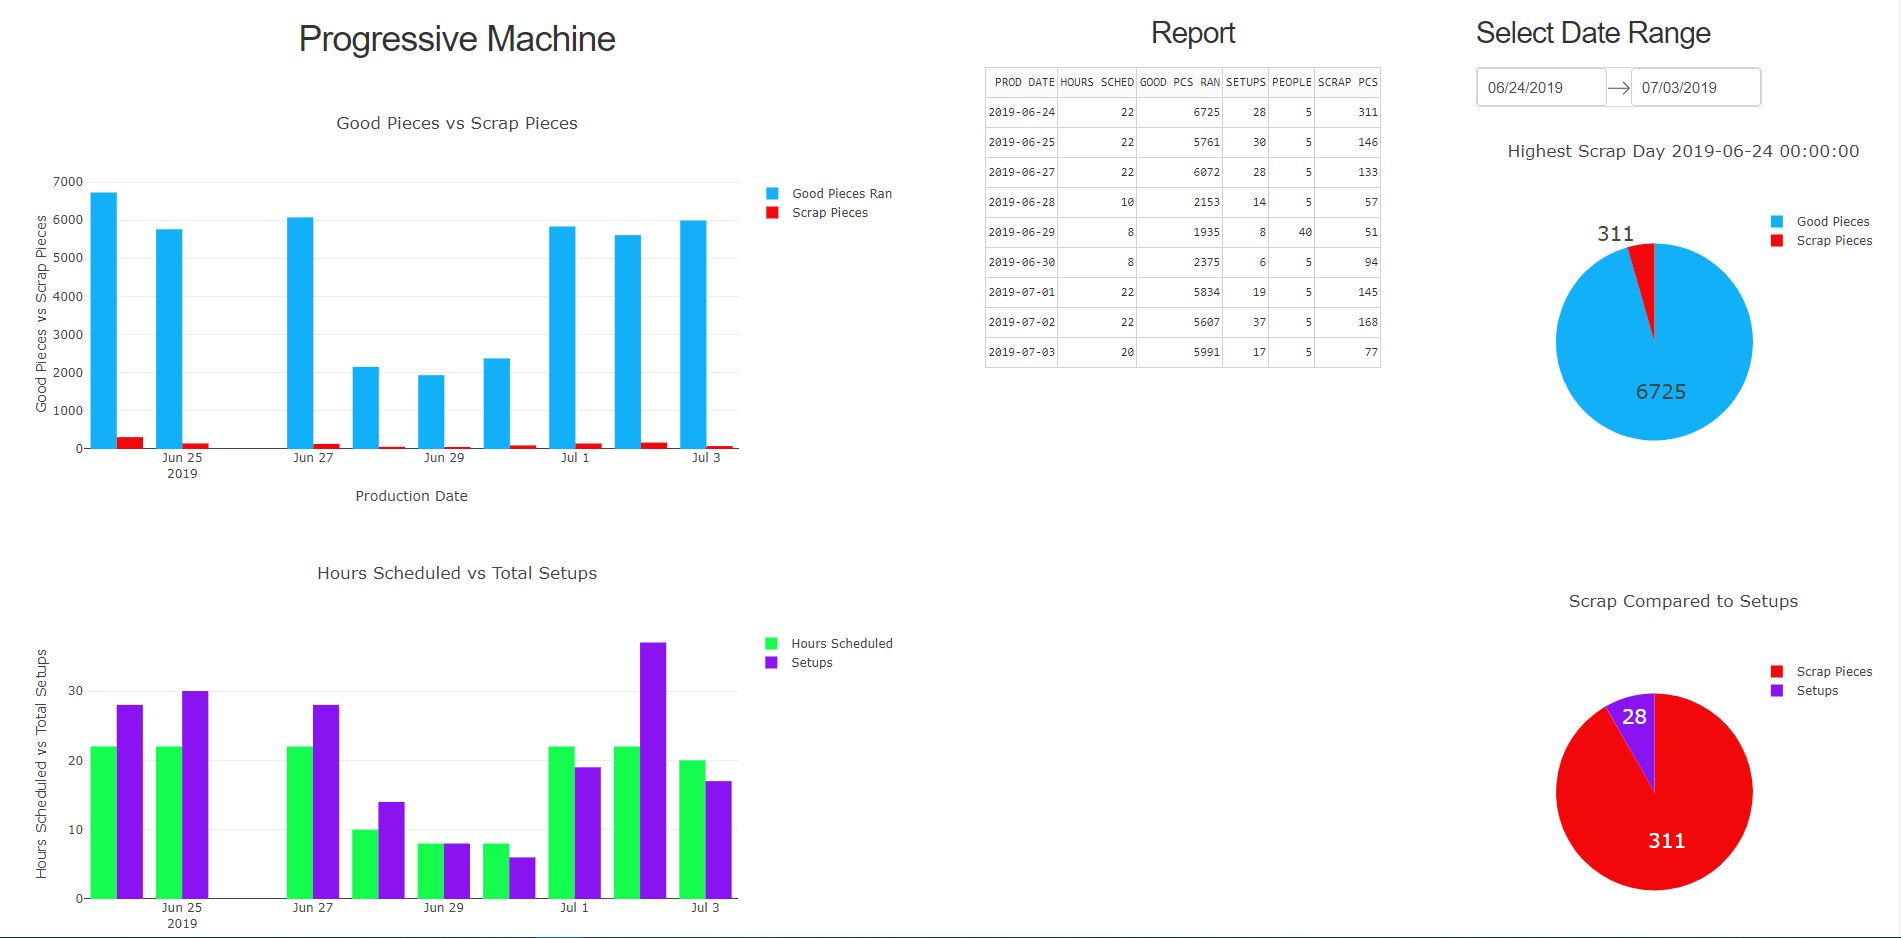 Progressive Machine
Good Pieces vs Scrap Pieces
Good Pieces vs Scrap Pieces
7000
6000
5000
4000
3000
2000
1000
0
Jun 25 Jun 27 Jun 29 Jul 1 Jul 3
2019
Production Date
Good Pieces Ran
Scrap Pieces
Hours Scheduled vs Total Setups
Hours Scheduled vs Total Setups
30
20
10
0
Jun 25 Jun 27 Jun 29 Jul 1 Jul 3
2019
Hours Scheduled
Setups
Report
PROD DATE HOURS SCHED GOOD PCS RAN SETUPS PEOPLE SCRAP PCS
2019-06-24 22 6725 28 5 311
2019-06-25 22 5761 30 5 146
2019-06-27 22 6072 28 5 133
2019-06-28 10 2153 14 5 57
2019-06-29 8 1935 8 40 51
2019-06-30 8 2375 6 5 94
2019-07-01 22 5834 19 5 145
2019-07-02 22 5607 37 5 168
2019-07-03 20 5991 17 5 77
Select Date Range
06/24/2019 → 07/03/2019
Highest Scrap Day 2019-06-24 00:00:00
Good Pieces
Scrap Pieces
311
6725
Scrap Compared to Setups
Scrap Pieces
Setups
28
311